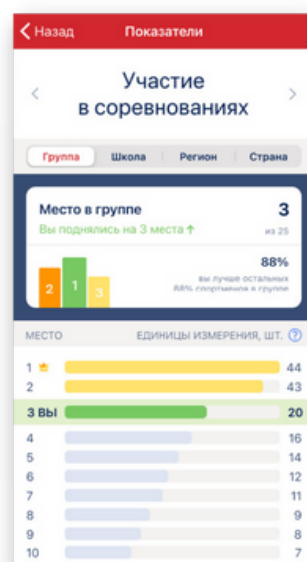 Назад Показатели
Участие
в соревнованиях
Группа Школа Регион Страна
Место в группе 3
Вы поднялись на 3 места ↑ из 25
88%
вы лучше остальных
88% спортсменов в группе
2 1 3
МЕСТО ЕДИНИЦЫ ИЗМЕРЕНИЯ, ШТ. ?
1 44
2 43
3 ВЫ 20
4 16
5 14
6 12
7 11
8 9
9 8
10 7